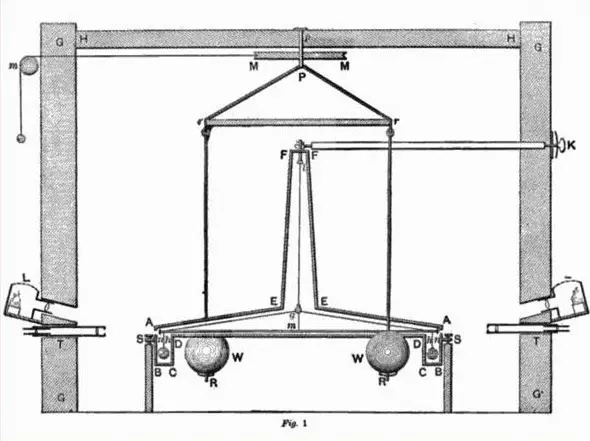 G H P H G
m M M
P
r r
F F K
L
E E
A g A
m
S n h D D h n S
T W W T
B C C B
R R
G G
Fig. 1